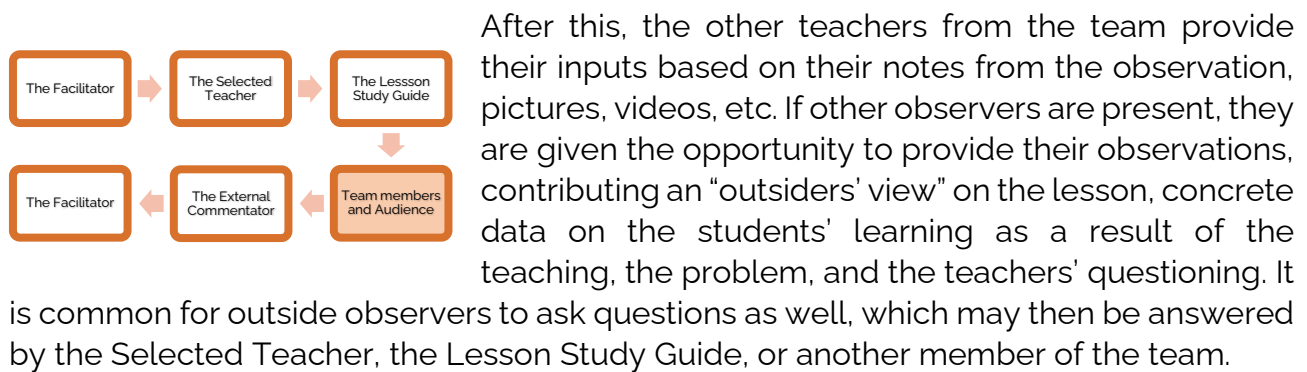 The Facilitator
The Selected
Teacher
The Lessson
Study Guide
Team members
and Audience
The External
Commentator
The Facilitator
After this, the other teachers from the team provide
their inputs based on their notes from the observation,
pictures, videos, etc. If other observers are present, they
are given the opportunity to provide their observations,
contributing an “outsiders’ view” on the lesson, concrete
data on the students’ learning as a result of the
teaching, the problem, and the teachers’ questioning. It
is common for outside observers to ask questions as well, which may then be answered
by the Selected Teacher, the Lesson Study Guide, or another member of the team.